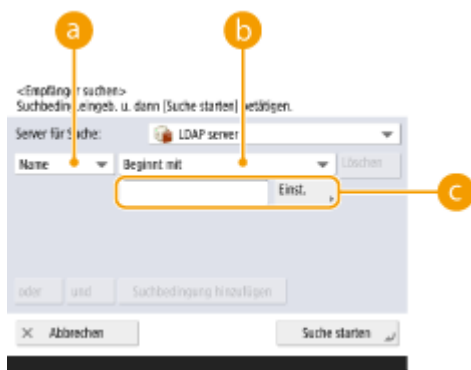 a b
<Empfänger suchen>
Suchbeding. eingeb. u. dann [Suche starten] betätigen.
Server für Suche: LDAP server
Name Beginnt mit Löschen
Einst.
c
oder und Suchbedingung hinzufügen
× Abbrechen Suche starten